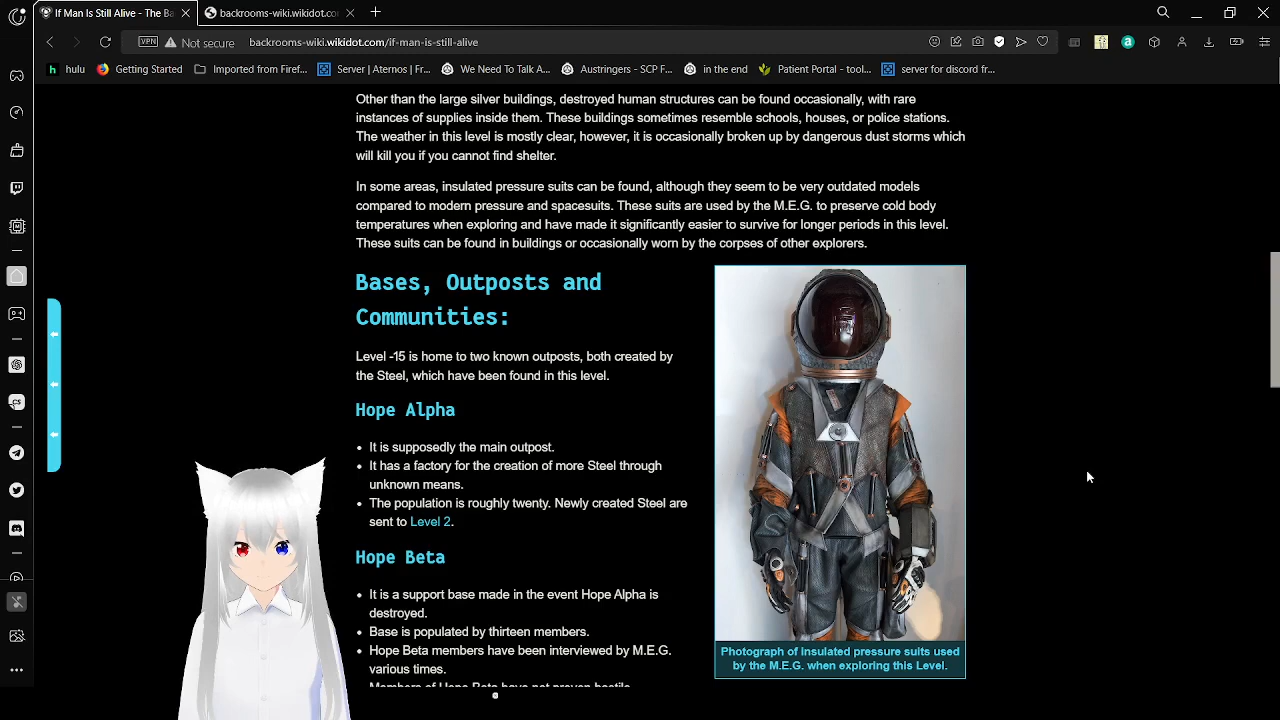 If Man Is Still Alive - The Ba
backrooms-wiki.wikidot.com/
VPN
Not secure
backrooms-wiki.wikidot.com/if-man-is-still-alive
hulu
Getting Started
Imported from Firef...
Server | Aternos | Fr...
We Need To Talk A...
Austringers - SCP F...
in the end
Patient Portal - tool...
server for discord fr...
Other than the large silver buildings, destroyed human structures can be found occasionally, with rare
instances of supplies inside them. These buildings sometimes resemble schools, houses, or police stations.
The weather in this level is mostly clear, however, it is occasionally broken up by dangerous dust storms which
will kill you if you cannot find shelter.
In some areas, insulated pressure suits can be found, although they seem to be very outdated models
compared to modern pressure and spacesuits. These suits are used by the M.E.G. to preserve cold body
temperatures when exploring and have made it significantly easier to survive for longer periods in this level.
These suits can be found in buildings or occasionally worn by the corpses of other explorers.
Bases, Outposts and
Communities:
Level -15 is home to two known outposts, both created by
the Steel, which have been found in this level.
Hope Alpha
• It is supposedly the main outpost.
• It has a factory for the creation of more Steel through
unknown means.
• The population is roughly twenty. Newly created Steel are
sent to Level 2.
Hope Beta
• It is a support base made in the event Hope Alpha is
destroyed.
• Base is populated by thirteen members.
• Hope Beta members have been interviewed by M.E.G.
various times.
• Members of Hope Beta have not proven hostile
Photograph of insulated pressure suits used
by the M.E.G. when exploring this Level.